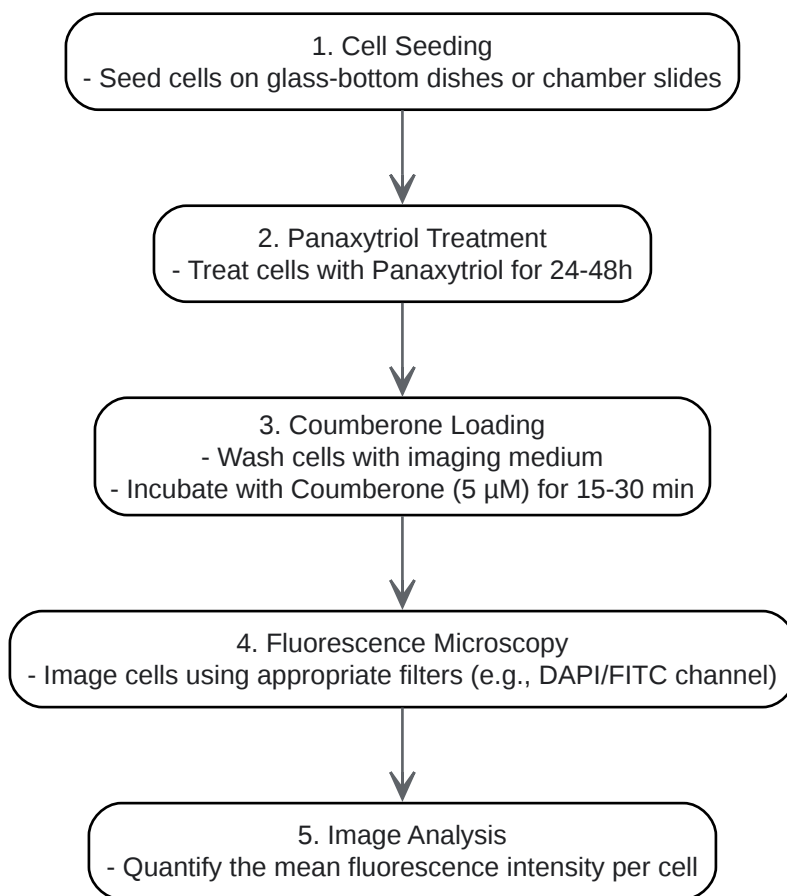 1. Cell Seeding
- Seed cells on glass-bottom dishes or chamber slides
2. Panaxytriol Treatment
- Treat cells with Panaxytriol for 24-48h
3. Coumberone Loading
- Wash cells with imaging medium
- Incubate with Coumberone (5 µM) for 15-30 min
4. Fluorescence Microscopy
- Image cells using appropriate filters (e.g., DAPI/FITC channel)
5. Image Analysis
- Quantify the mean fluorescence intensity per cell